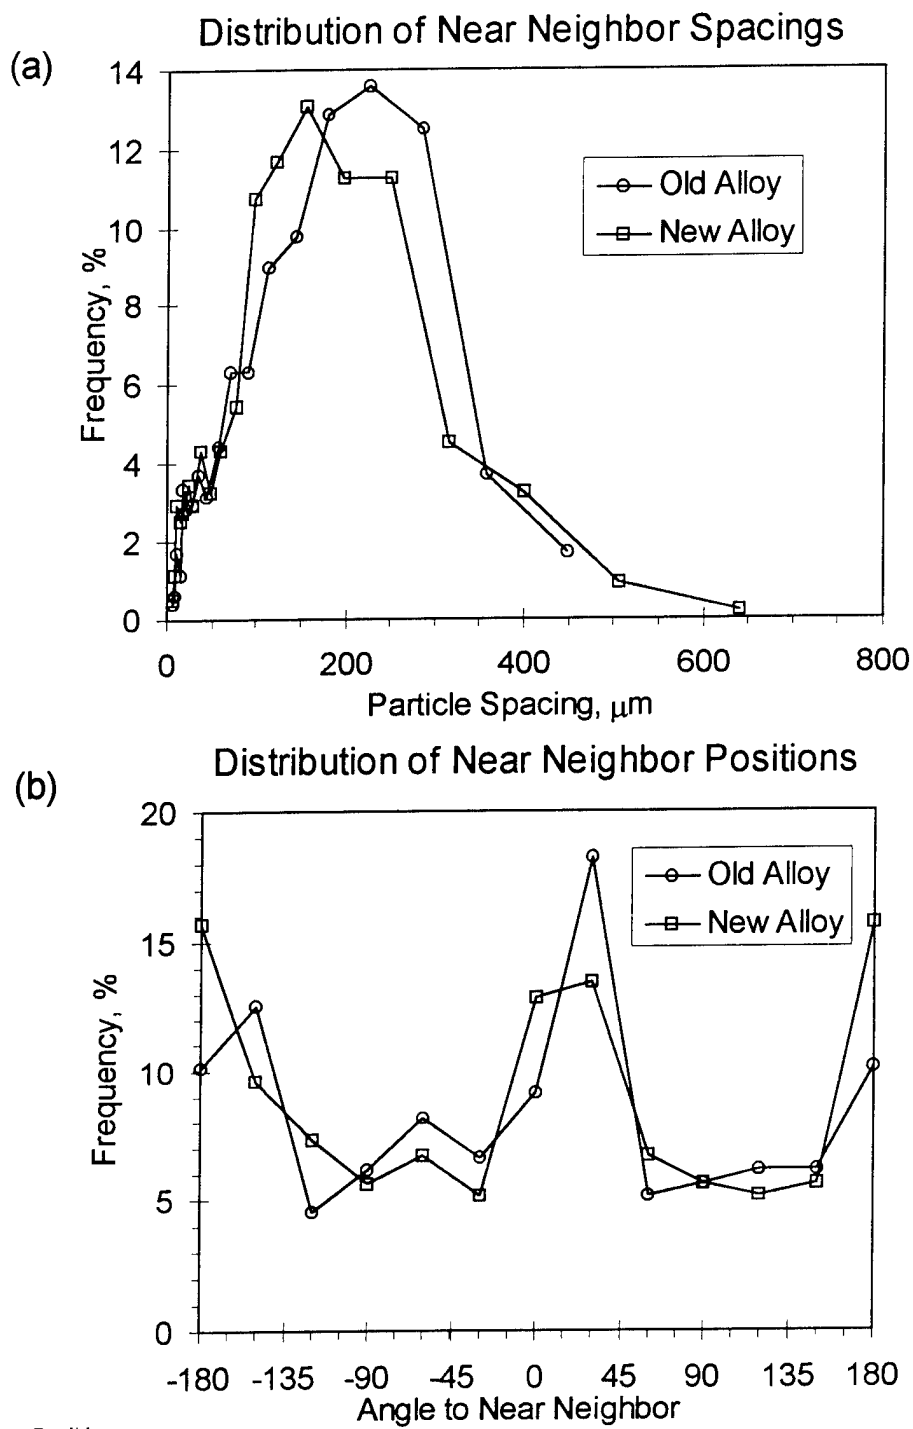 Distribution of Near Neighbor Spacings
(a)
14
12
10
8
6
4
2
0
Frequency, %
Old Alloy
New Alloy
0 200 400 600 800
Particle Spacing, μm
Distribution of Near Neighbor Positions
(b)
20
15
10
5
0
Frequency, %
Old Alloy
New Alloy
-180 -135 -90 -45 0 45 90 135 180
Angle to Near Neighbor